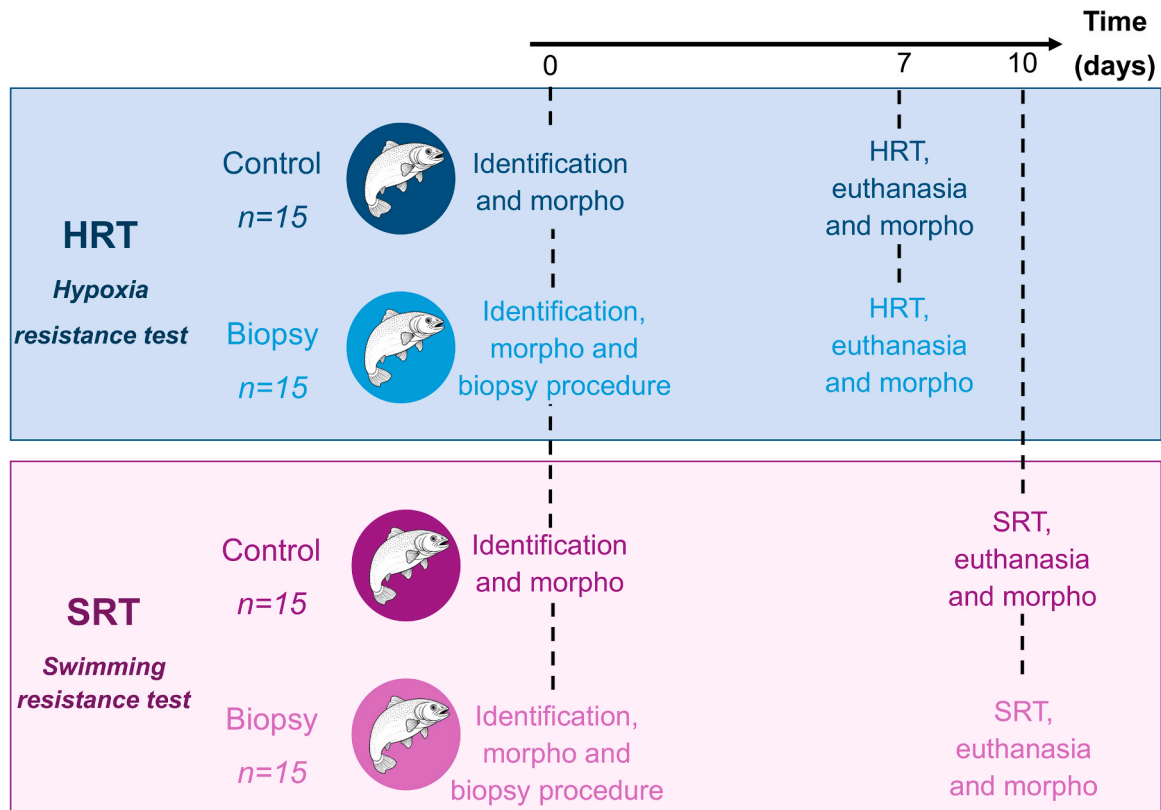 Time
(days)
0
7
10
HRT
Hypoxia
resistance test
Control
n=15
Identification
and morpho
HRT,
euthanasia
and morpho
Biopsy
n=15
Identification,
morpho and
biopsy procedure
HRT,
euthanasia
and morpho
SRT
Swimming
resistance test
Control
n=15
Identification
and morpho
SRT,
euthanasia
and morpho
Biopsy
n=15
Identification,
morpho and
biopsy procedure
SRT,
euthanasia
and morpho